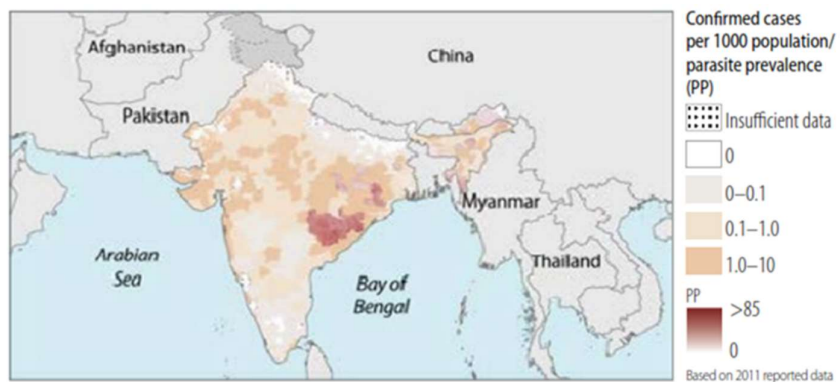 Afghanistan
China
Pakiistan
Myanmar
Thailand
Arabian
Sea
Bay of
Bengal
Confirmed cases
per 1000 population/
parasite prevalence
(PP)
Insufficient data
0
0–0.1
0.1–1.0
1.0–10
PP
>85
0
Based on 2011 reported data